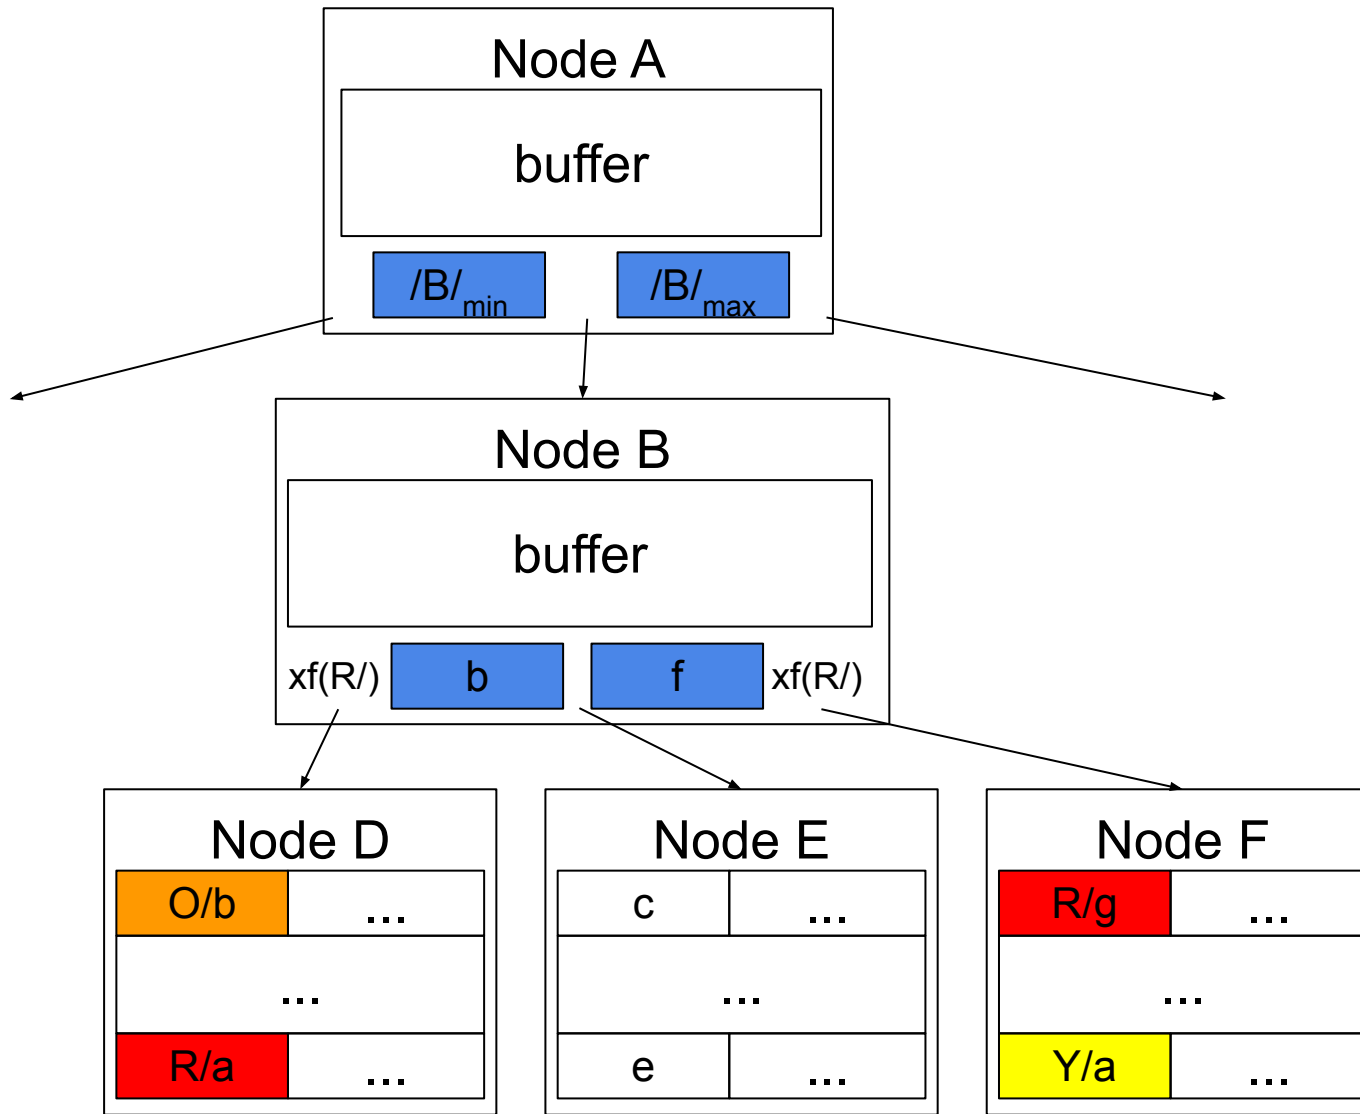 Node A
buffer
/B/min /B/max
Node B
buffer
xf(R/) b f xf(R/)
Node D Node E Node F
O/b ... c ... R/g ...
... ... ...
R/a ... e ... Y/a ...